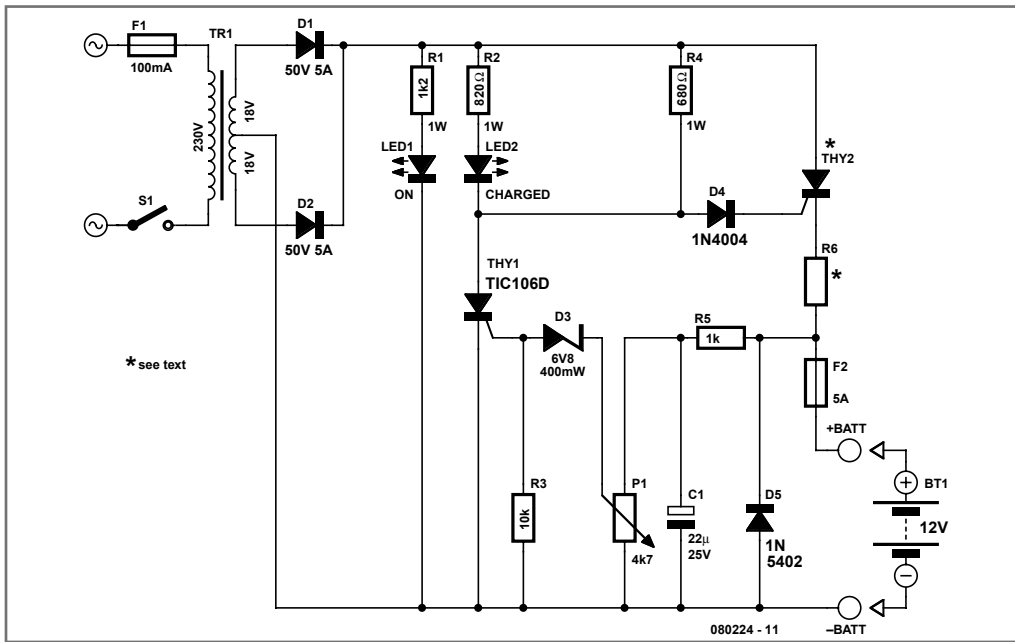 F1
100mA
TR1
230V
18V
18V
S1
D1
50V 5A
D2
50V 5A
R1
1k2
1W
LED1
ON
R2
820Ω
1W
LED2
CHARGED
R4
680Ω
1W
*
THY2
D4
1N4004
THY1
TIC106D
D3
6V8
400mW
R5
1k
R6
*
F2
5A
* see text
R3
10k
P1
4k7
C1
22µ
25V
D5
1N
5402
+BATT
+
BT1
12V
−
–BATT
080224 - 11